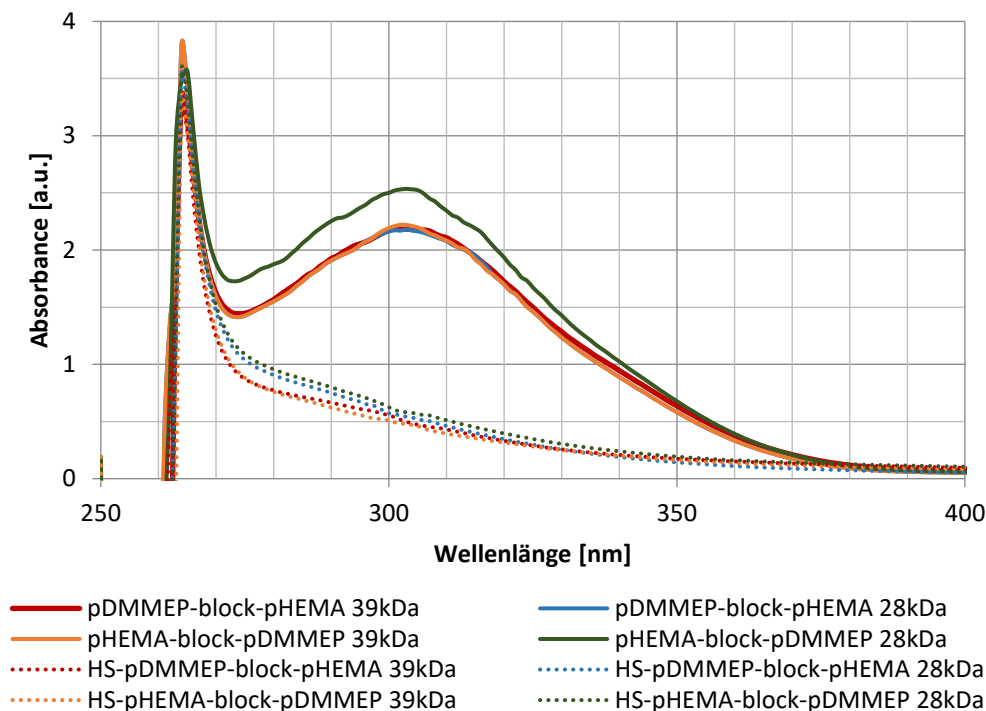 4
3
2
1
0
Absorbance [a.u.]
250 300 350 400
Wellenlänge [nm]
pDMMEP-block-pHEMA 39kDa pDMMEP-block-pHEMA 28kDa
pHEMA-block-pDMMEP 39kDa pHEMA-block-pDMMEP 28kDa
HS-pDMMEP-block-pHEMA 39kDa HS-pDMMEP-block-pHEMA 28kDa
HS-pHEMA-block-pDMMEP 39kDa HS-pHEMA-block-pDMMEP 28kDa